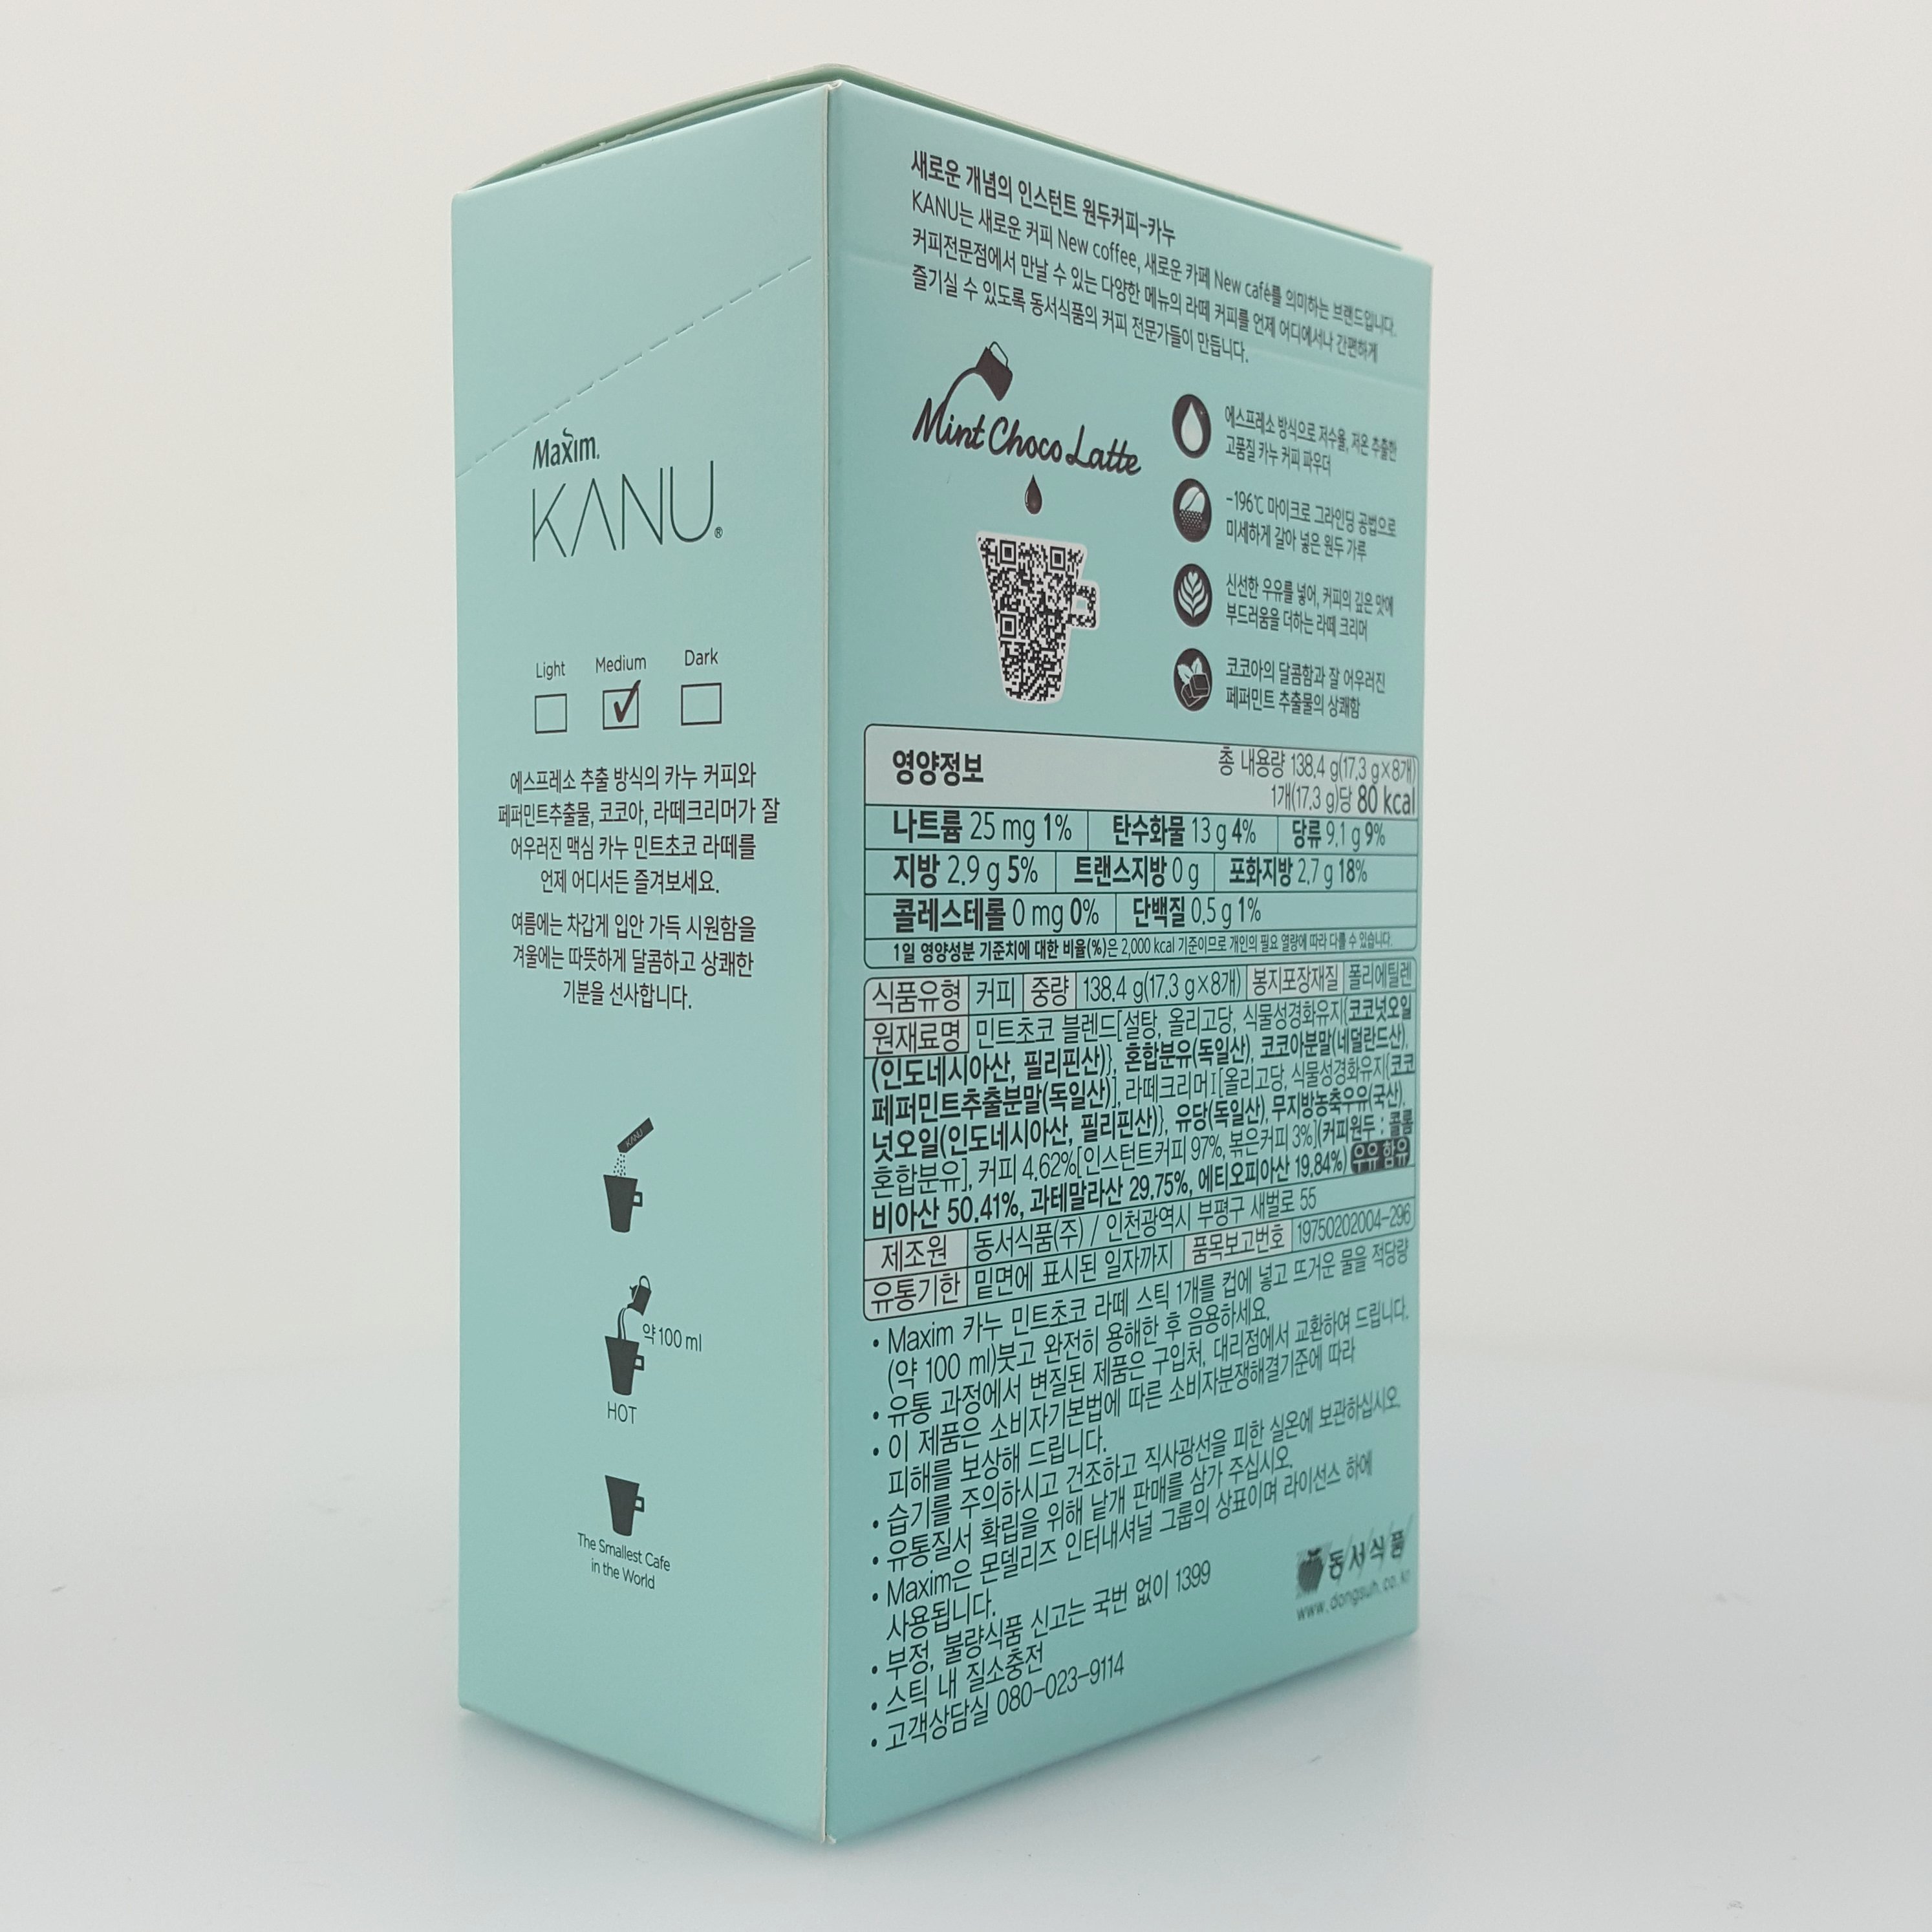 Maxim.
KANU®
Light
Medium
Dark
에스프레소 추출 방식의 카누 커피와
페퍼민트추출물, 코코아, 라떼크리머가 잘
어우러진 맥심 카누 민트초코 라떼를
언제 어디서든 즐겨보세요.
여름에는 차갑게 입안 가득 시원함을
겨울에는 따뜻하게 달콤하고 상쾌한
기분을 선사합니다.
KANU
약 100 ml
HOT
The Smallest Cafe
in the World
새로운 개념의 인스턴트 원두커피-카누
KANU는 새로운 커피 New coffee, 새로운 카페 New café를 의미하는 브랜드입니다.
커피전문점에서 만날 수 있는 다양한 메뉴의 라떼 커피를 언제 어디에서나 간편하게
즐기실 수 있도록 동서식품의 커피 전문가들이 만듭니다.
Mint Choco Latte
에스프레소 방식으로 저수율, 저온 추출한
고품질 카누 커피 파우더
-196℃ 마이크로 그라인딩 공법으로
미세하게 갈아 넣은 원두 가루
신선한 우유를 넣어, 커피의 깊은 맛에
부드러움을 더하는 라떼 크리머
코코아의 달콤함과 잘 어우러진
페퍼민트 추출물의 상쾌함
영양정보
총 내용량 138.4 g(17.3 g×8개)
1개(17.3 g)당 80 kcal
나트륨 25 mg 1% 탄수화물 13 g 4% 당류 9.1 g 9%
지방 2.9 g 5% 트랜스지방 0 g 포화지방 2.7 g 18%
콜레스테롤 0 mg 0% 단백질 0.5 g 1%
1일 영양성분 기준치에 대한 비율(%)은 2,000 kcal 기준이므로 개인의 필요 열량에 따라 다를 수 있습니다.
식품유형 커피 중량 138.4 g(17.3 g×8개) 봉지포장재질 폴리에틸렌
원재료명 민트초코 블렌드[설탕, 올리고당, 식물성경화유지{코코넛오일
(인도네시아산, 필리핀산)}, 혼합분유(독일산), 코코아분말(네덜란드산),
페퍼민트추출분말(독일산)], 라떼크리머I[올리고당, 식물성경화유지{코코
넛오일(인도네시아산, 필리핀산)}, 유당(독일산), 무지방농축우유(국산),
혼합분유], 커피 4.62%[인스턴트커피 97%, 볶은커피 3%](커피원두 : 콜롬
비아산 50.41%, 과테말라산 29.75%, 에티오피아산 19.84%) 우유 함유
제조원 동서식품(주) / 인천광역시 부평구 새벌로 55
유통기한 밑면에 표시된 일자까지 품목보고번호 19750202004-296
• Maxim 카누 민트초코 라떼 스틱 1개를 컵에 넣고 뜨거운 물을 적당량
(약 100 ml)붓고 완전히 용해한 후 음용하세요.
• 유통 과정에서 변질된 제품은 구입처, 대리점에서 교환하여 드립니다.
• 이 제품은 소비자기본법에 따른 소비자분쟁해결기준에 따라
피해를 보상해 드립니다.
• 습기를 주의하시고 건조하고 직사광선을 피한 실온에 보관하십시오.
• 유통질서 확립을 위해 낱개 판매를 삼가 주십시오.
• Maxim은 몬델리즈 인터내셔널 그룹의 상표이며 라이선스 하에
사용됩니다.
• 부정, 불량식품 신고는 국번 없이 1399
• 스틱 내 질소충전
• 고객상담실 080-023-9114
동서식품
www.dongsuh.co.kr